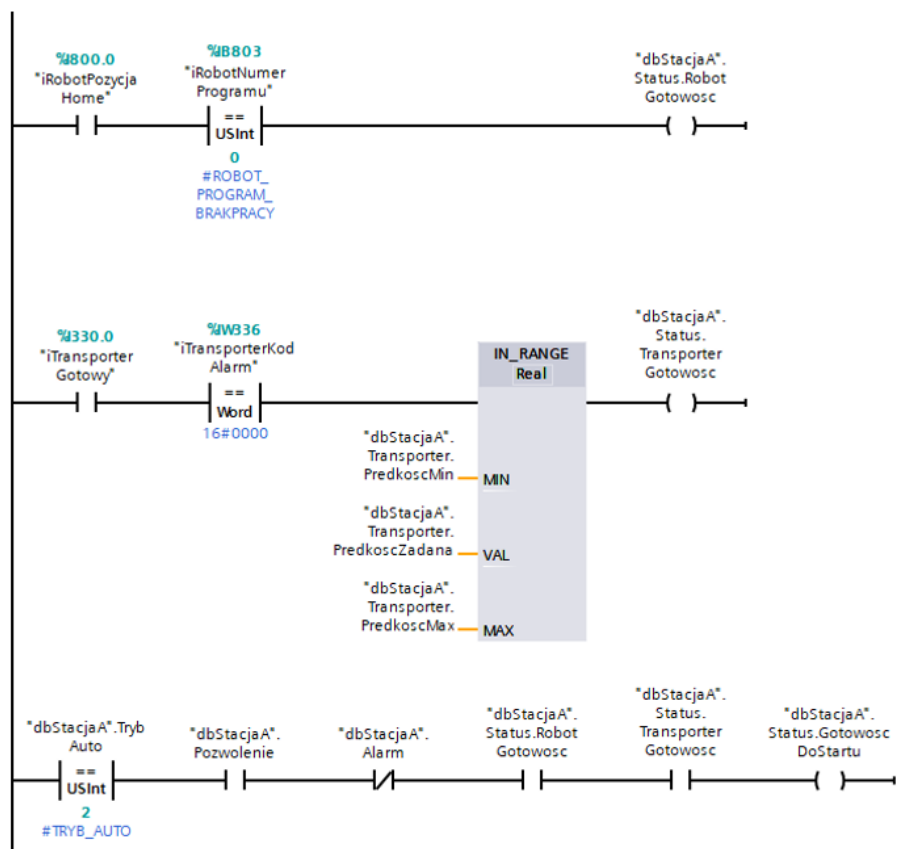 %I800.0
"iRobotPozycja
Home"
%IB803
"iRobotNumer
Programu"
==
USInt
0
#ROBOT_
PROGRAM_
BRAKPRACY
"dbStacjaA".
Status.Robot
Gotowosc
%I330.0
"iTransporter
Gotowy"
%IW336
"iTransporterKod
Alarm"
==
Word
16#0000
IN_RANGE
Real
"dbStacjaA".
Transporter.
PredkoscMin
MIN
"dbStacjaA".
Transporter.
PredkoscZadana
VAL
"dbStacjaA".
Transporter.
PredkoscMax
MAX
"dbStacjaA".
Status.
Transporter
Gotowosc
"dbStacjaA".Tryb
Auto
==
USInt
2
#TRYB_AUTO
"dbStacjaA".
Pozwolenie
"dbStacjaA".
Alarm
"dbStacjaA".
Status.Robot
Gotowosc
"dbStacjaA".
Status.
Transporter
Gotowosc
"dbStacjaA".
Status.Gotowosc
DoStartu